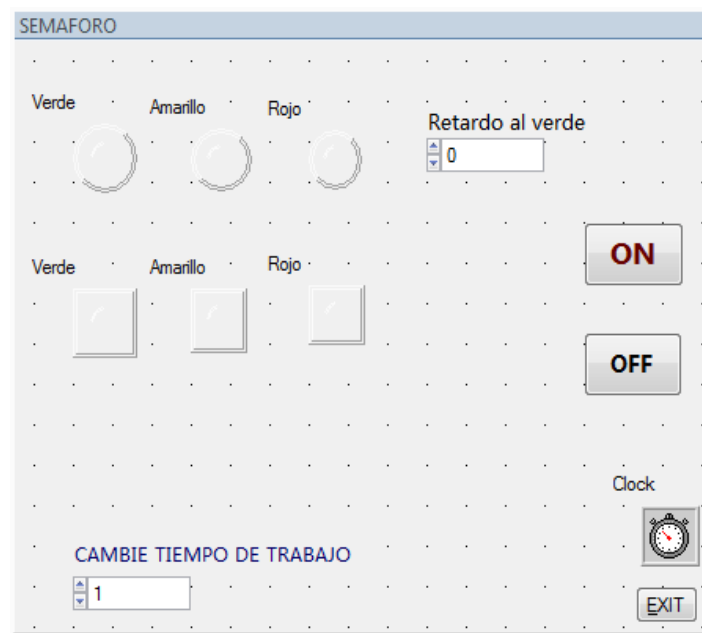 SEMAFORO
Verde Amarillo Rojo
Retardo al verde
0
ON
Verde Amarillo Rojo
OFF
Clock
CAMBIE TIEMPO DE TRABAJO
1
EXIT